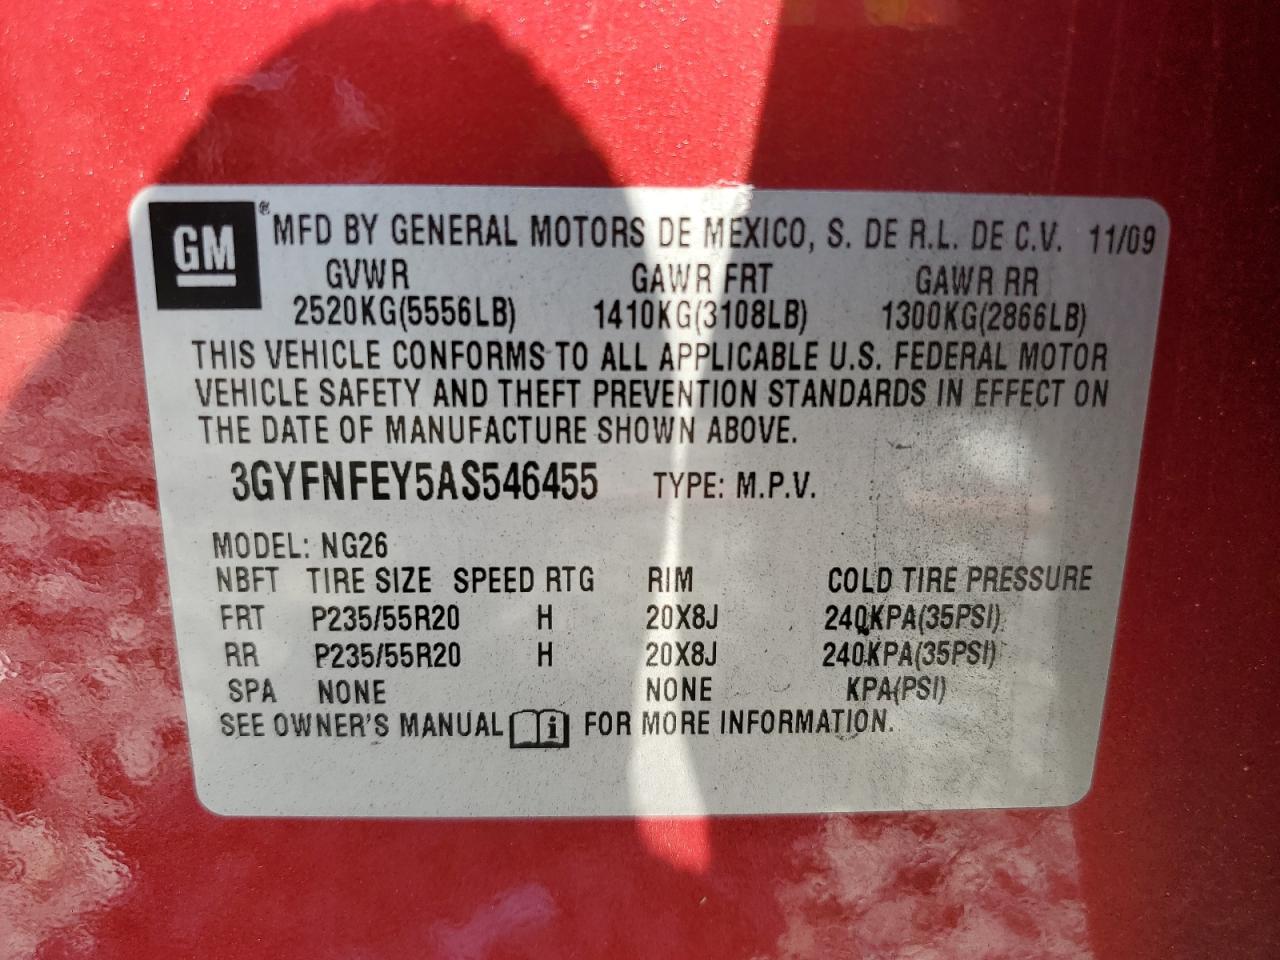 GM ® MFD BY GENERAL MOTORS DE MEXICO, S. DE R.L. DE C.V. 11/09
GVWR GAWR FRT GAWR RR
2520KG(5556LB) 1410KG(3108LB) 1300KG(2866LB)
THIS VEHICLE CONFORMS TO ALL APPLICABLE U.S. FEDERAL MOTOR
VEHICLE SAFETY AND THEFT PREVENTION STANDARDS IN EFFECT ON
THE DATE OF MANUFACTURE SHOWN ABOVE.
3GYFNFEY5AS546455 TYPE: M.P.V.
MODEL: NG26
NBFT TIRE SIZE SPEED RTG RIM COLD TIRE PRESSURE
FRT P235/55R20 H 20X8J 240KPA(35PSI)
RR P235/55R20 H 20X8J 240KPA(35PSI)
SPA NONE NONE KPA(PSI)
SEE OWNER'S MANUAL i FOR MORE INFORMATION.